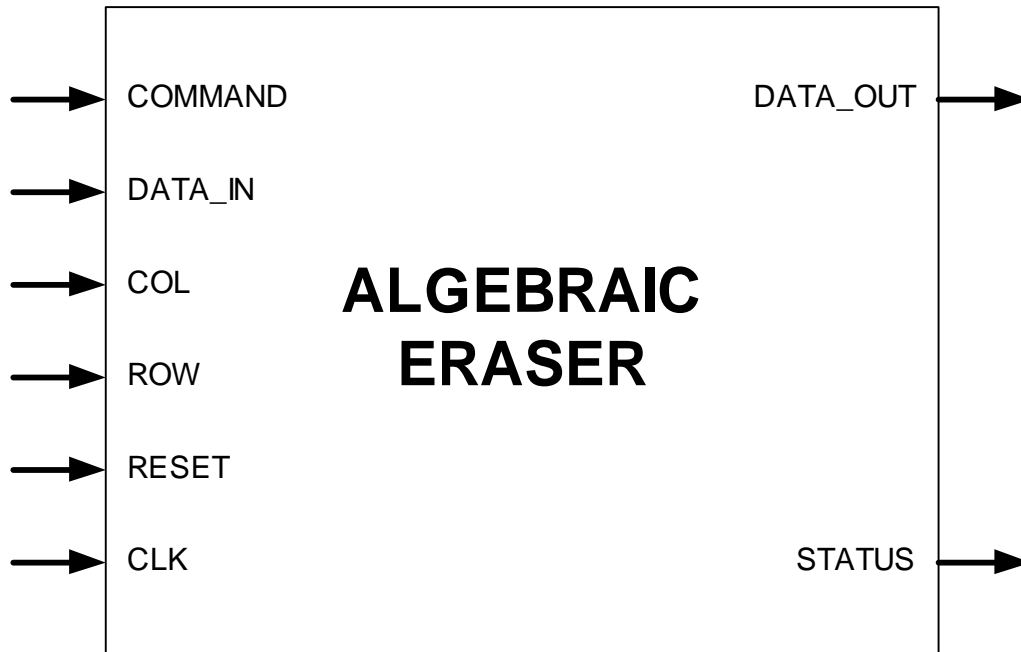 COMMAND
DATA_OUT
DATA_IN
COL
ALGEBRAIC
ERASER
ROW
RESET
CLK
STATUS